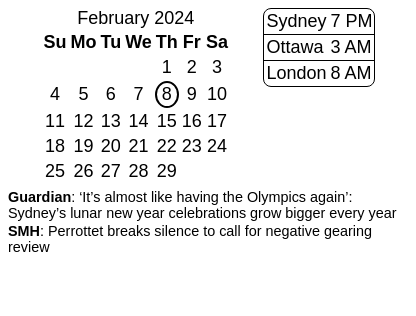 February 2024
Su Mo Tu We Th Fr Sa
1 2 3
4 5 6 7 8 9 10
11 12 13 14 15 16 17
18 19 20 21 22 23 24
25 26 27 28 29
Sydney 7 PM
Ottawa 3 AM
London 8 AM
Guardian: ‘It’s almost like having the Olympics again’:
Sydney’s lunar new year celebrations grow bigger every year
SMH: Perrottet breaks silence to call for negative gearing
review